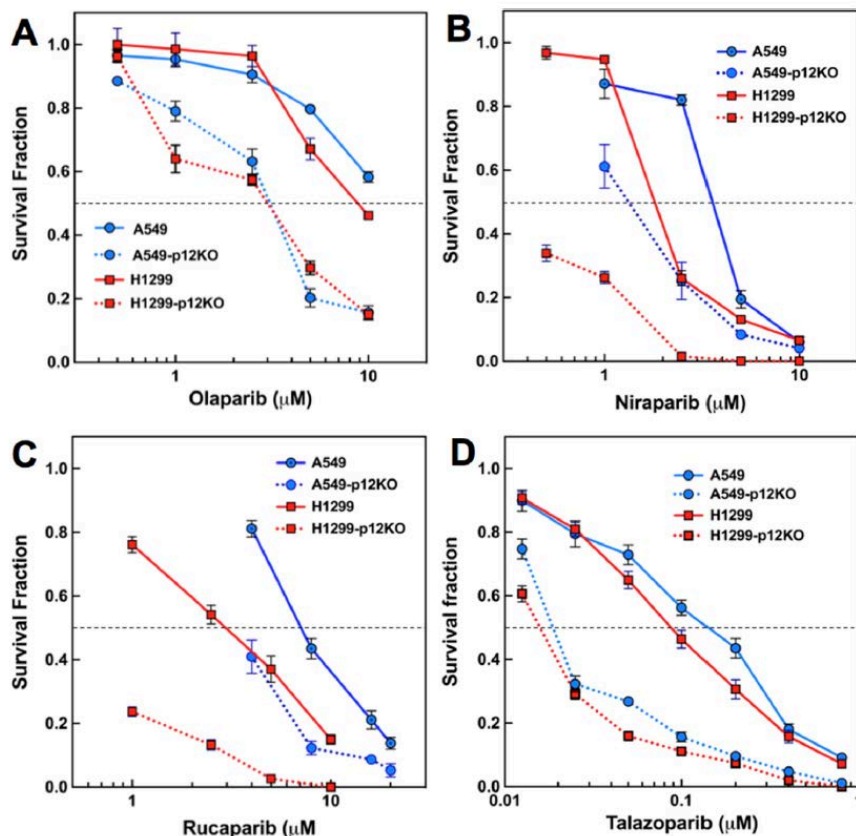 A
1.0
0.8
0.6
0.4
0.2
0.0
Survival Fraction
A549
A549-p12KO
H1299
H1299-p12KO
1
10
Olaparib (μM)
B
1.0
0.8
0.6
0.4
0.2
0.0
Survival Fraction
A549
A549-p12KO
H1299
H1299-p12KO
1
10
Niraparib (μM)
C
1.0
0.8
0.6
0.4
0.2
0.0
Survival Fraction
A549
A549-p12KO
H1299
H1299-p12KO
1
10
Rucaparib (μM)
D
1.0
0.8
0.6
0.4
0.2
0.0
Survival fraction
A549
A549-p12KO
H1299
H1299-p12KO
0.01
0.1
Talazoparib (μM)